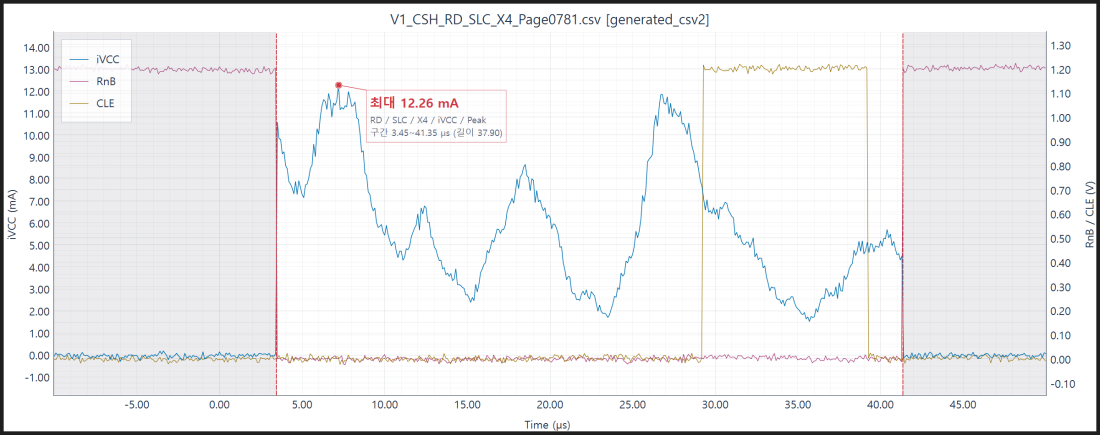 V1_CSH_RD_SLC_X4_Page0781.csv [generated_csv2]
iVCC
RnB
CLE
최대 12.26 mA
RD / SLC / X4 / iVCC / Peak
구간 3.45~41.35 µs (길이 37.90)
iVCC (mA)
14.00
13.00
12.00
11.00
10.00
9.00
8.00
7.00
6.00
5.00
4.00
3.00
2.00
1.00
0.00
-1.00
RnB / CLE (V)
1.30
1.20
1.10
1.00
0.90
0.80
0.70
0.60
0.50
0.40
0.30
0.20
0.10
0.00
-0.10
-5.00 0.00 5.00 10.00 15.00 20.00 25.00 30.00 35.00 40.00 45.00
Time (µs)